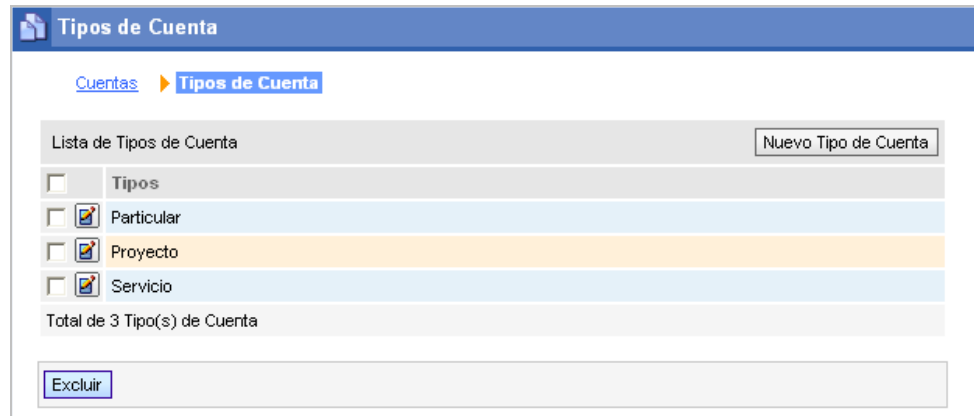 Tipos de Cuenta
Cuentas Tipos de Cuenta
Lista de Tipos de Cuenta Nuevo Tipo de Cuenta
Tipos
Particular
Proyecto
Servicio
Total de 3 Tipo(s) de Cuenta
Excluir